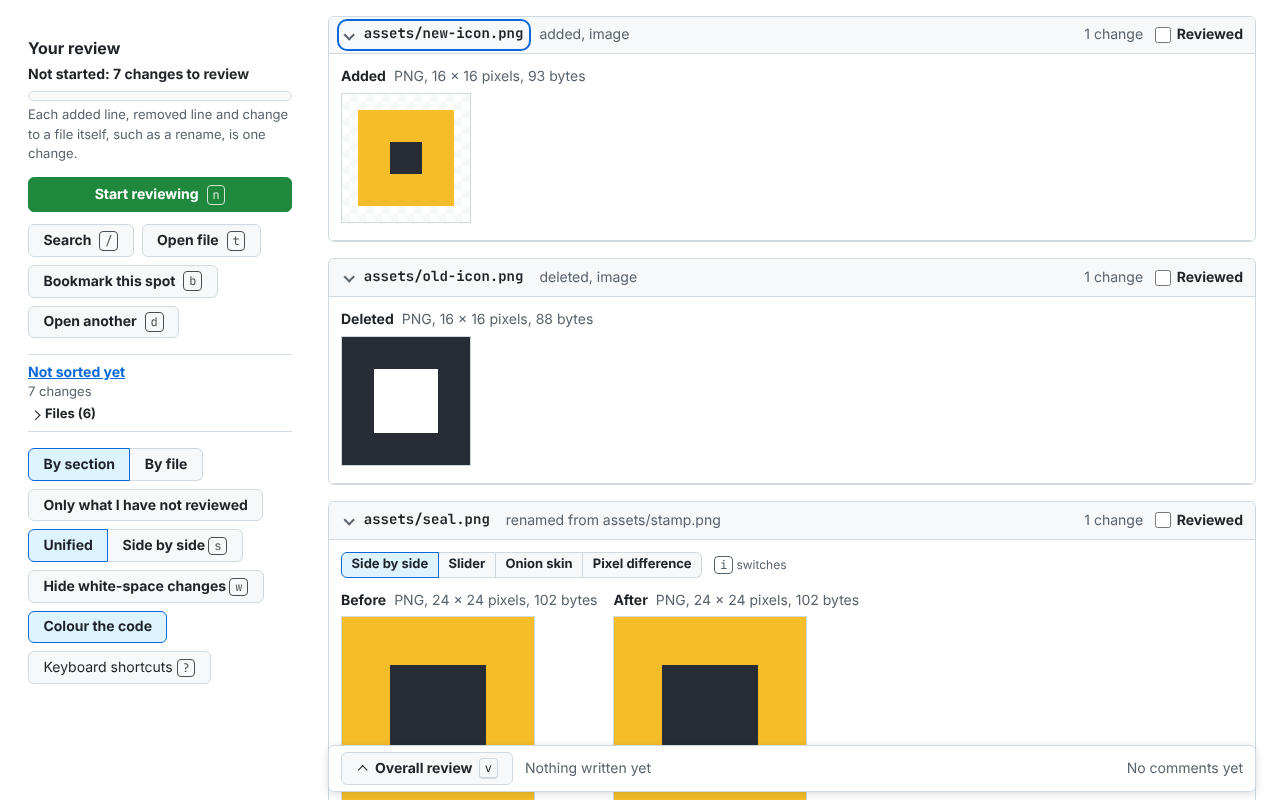 Your review
Not started: 7 changes to review
Each added line, removed line and change
to a file itself, such as a rename, is one
change.
Start reviewing n
Search / Open file t
Bookmark this spot b
Open another d
Not sorted yet
7 changes
Files (6)
By section By file
Only what I have not reviewed
Unified Side by side s
Hide white-space changes w
Colour the code
Keyboard shortcuts ?
assets/new-icon.png added, image 1 change Reviewed
Added PNG, 16 × 16 pixels, 93 bytes
assets/old-icon.png deleted, image 1 change Reviewed
Deleted PNG, 16 × 16 pixels, 88 bytes
assets/seal.png renamed from assets/stamp.png 1 change Reviewed
Side by side Slider Onion skin Pixel difference i switches
Before PNG, 24 × 24 pixels, 102 bytes After PNG, 24 × 24 pixels, 102 bytes
Overall review v Nothing written yet No comments yet